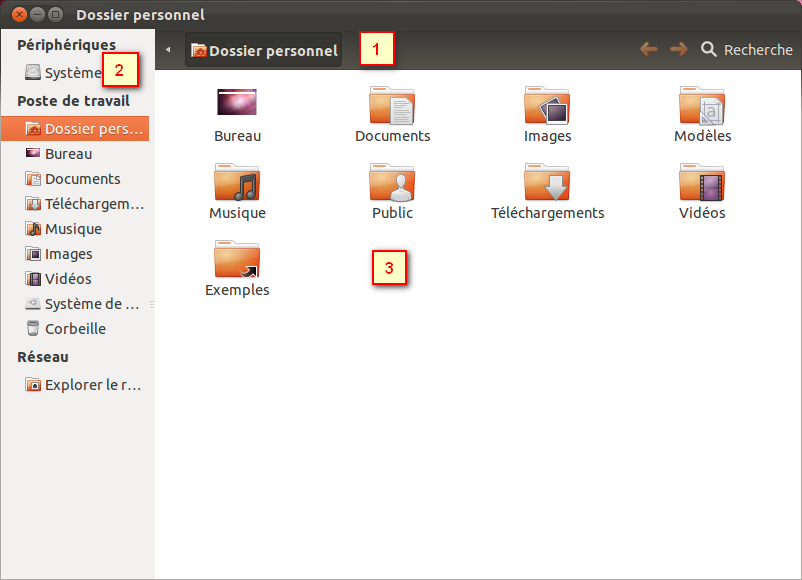 Dossier personnel
Périphériques
Système
2
Poste de travail
Dossier pers...
Bureau
Documents
Téléchargem...
Musique
Images
Vidéos
Système de ...
Corbeille
Réseau
Explorer le r...
Dossier personnel
1
Recherche
Bureau
Documents
Images
Modèles
Musique
Public
Téléchargements
Vidéos
Exemples
3